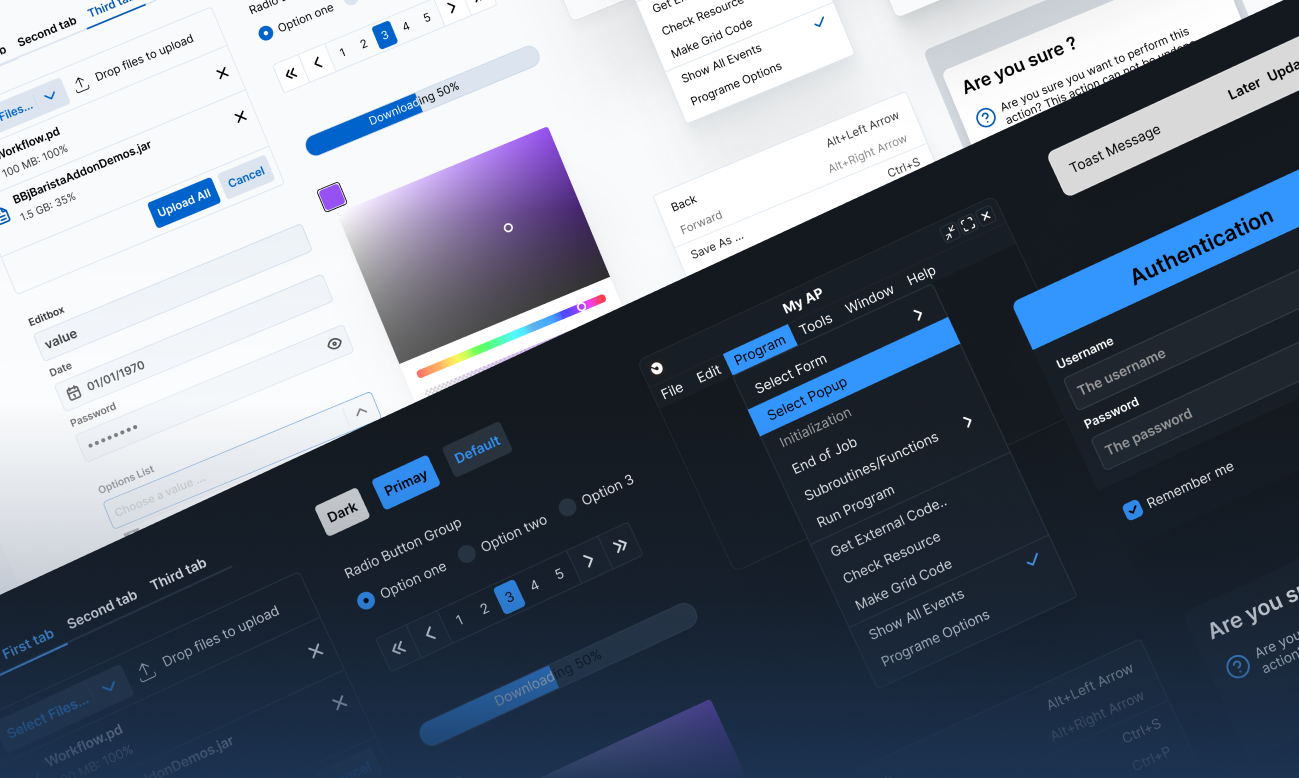 Second tab
Third tab
Radio
Option one
1
2
3
4
5
Files...
Drop files to upload
Workflow.pd
100 MB: 100%
BBjBaristaAddonDemos.jar
1.5 GB: 35%
Upload All
Cancel
Downloading 50%
Editbox
value
Date
01/01/1970
Password
Options List
Choose a value ...
Check Resource
Make Grid Code
Show All Events
Programe Options
Back
Alt+Left Arrow
Forward
Alt+Right Arrow
Save As ...
Ctrl+S
Are you sure ?
Are you sure you want to perform this
action? This action can not be
Toast Message
Later
My AP
File
Edit
Program
Tools
Window
Help
Select Form
Select Popup
Initialization
End of Job
Subroutines/Functions
Run Program
Get External Code..
Check Resource
Make Grid Code
Show All Events
Programe Options
Authentication
Username
The username
Password
The password
Remember me
Dark
Primay
Default
Radio Button Group
Option one
Option two
Option 3
1
2
3
4
5
First tab
Second tab
Third tab
Select Files...
Drop files to upload
Workflow.pd
MB: 100%
Downloading 50%
Alt+Left Arrow
Alt+Right Arrow
Ctrl+S
Ctrl+P
Are you
Are you
action?